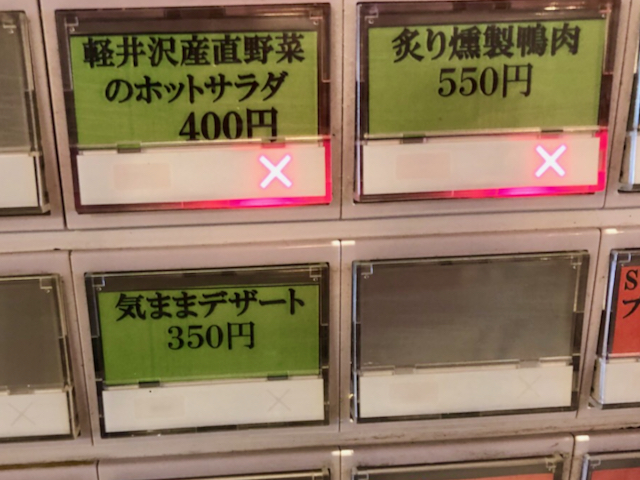 軽井沢産直野菜
のホットサラダ
400円
炙り燻製鴨肉
550円
気ままデザート
350円
S
フ